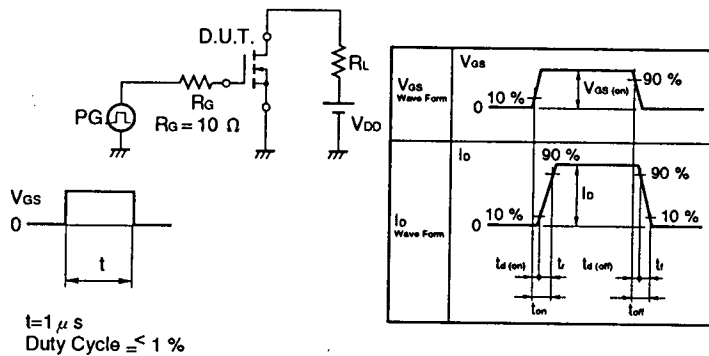 D.U.T.
RL
RG
PG.
RG = 10 Ω
VDD
VGS
0
t
t=1 μ s
Duty Cycle ≦ 1 %
VGS
Wave Form
VGS
10 %
0
VGS (on)
90 %
ID
Wave Form
ID
90 %
90 %
ID
10 %
10 %
0
td (on)
tr
td (off)
tf
ton
toff